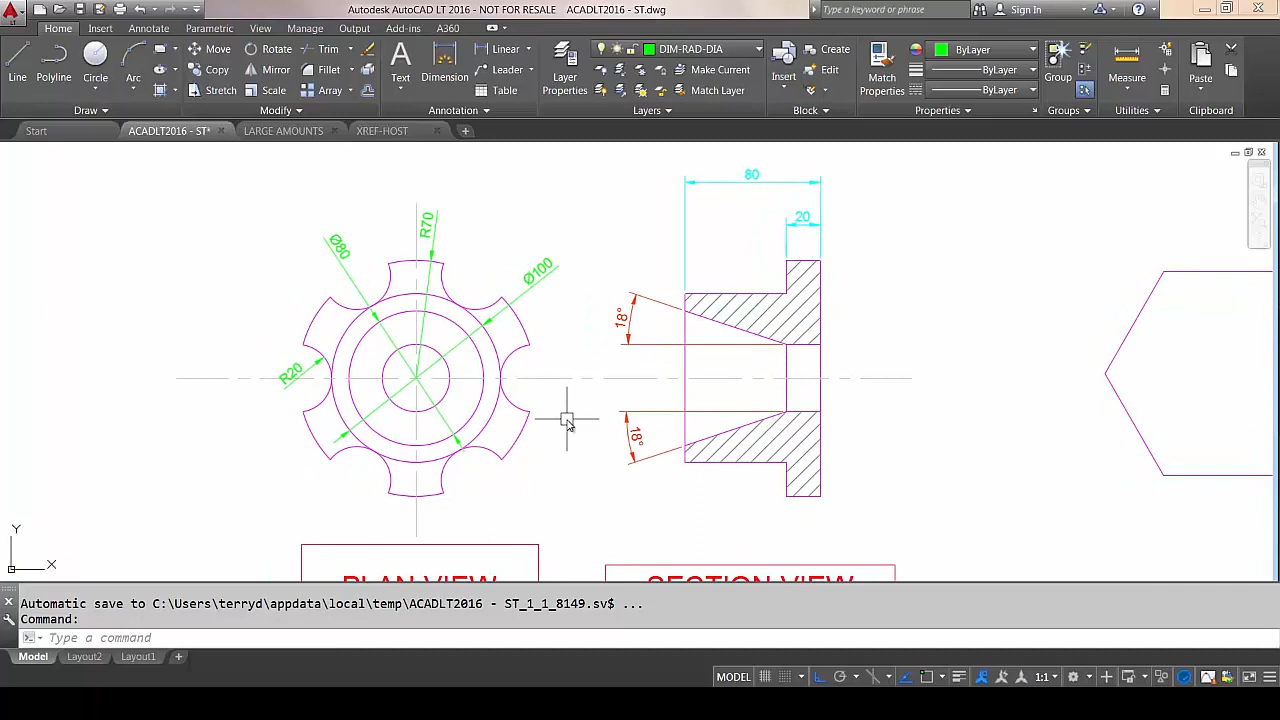 Autodesk AutoCAD LT 2016 - NOT FOR RESALE ACADLT2016 - ST.dwg
Type a keyword or phrase
Sign In
LT
Home Insert Annotate Parametric View Manage Output Add-ins A360
Line
Polyline
Circle
Arc
Move
Rotate
Trim
Copy
Mirror
Fillet
Stretch
Scale
Array
Text
Dimension
Linear
Leader
Table
Layer
Properties
DIM-RAD-DIA
Make Current
Match Layer
Insert
Create
Edit
Match
Properties
ByLayer
ByLayer
ByLayer
Group
Measure
Paste
Draw Modify Annotation Layers Block Properties Groups Utilities Clipboard
Start ACADLT2016 - ST* LARGE AMOUNTS XREF-HOST
80
20
R70
Ø80
Ø100
R20
18°
18°
Y
X
PLAN VIEW
SECTION VIEW
Automatic save to C:\Users\terryd\appdata\local\temp\ACADLT2016 - ST_1_1_8149.sv$ ...
Command:
Type a command
Model Layout2 Layout1
MODEL
1:1